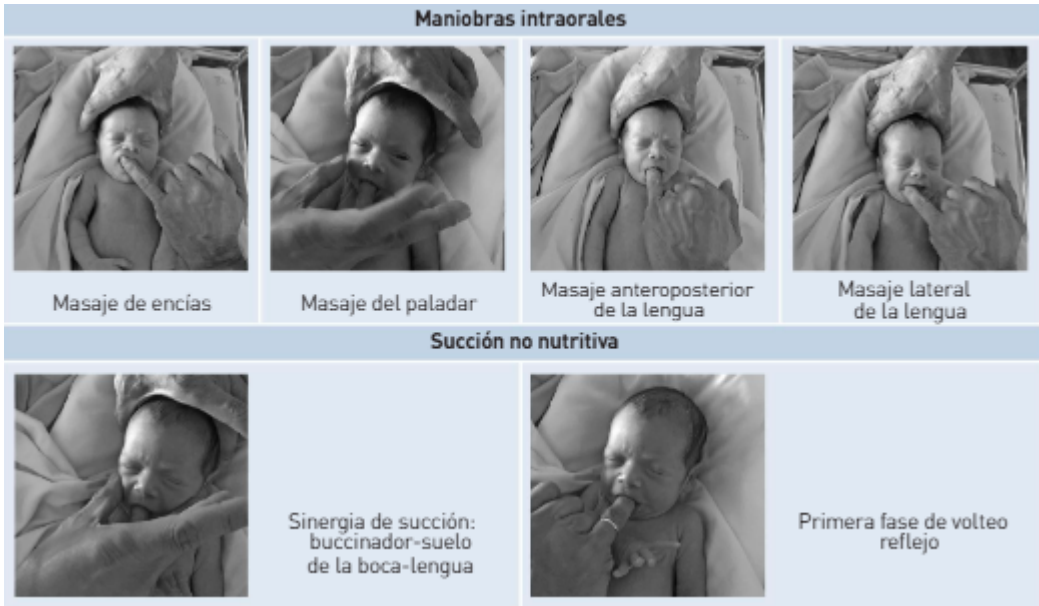 Maniobras intraorales
Masaje de encías
Masaje del paladar
Masaje anteroposterior
de la lengua
Masaje lateral
de la lengua
Succión no nutritiva
Sinergia de succión:
buccinador-suelo
de la boca-lengua
Primera fase de volteo
reflejo